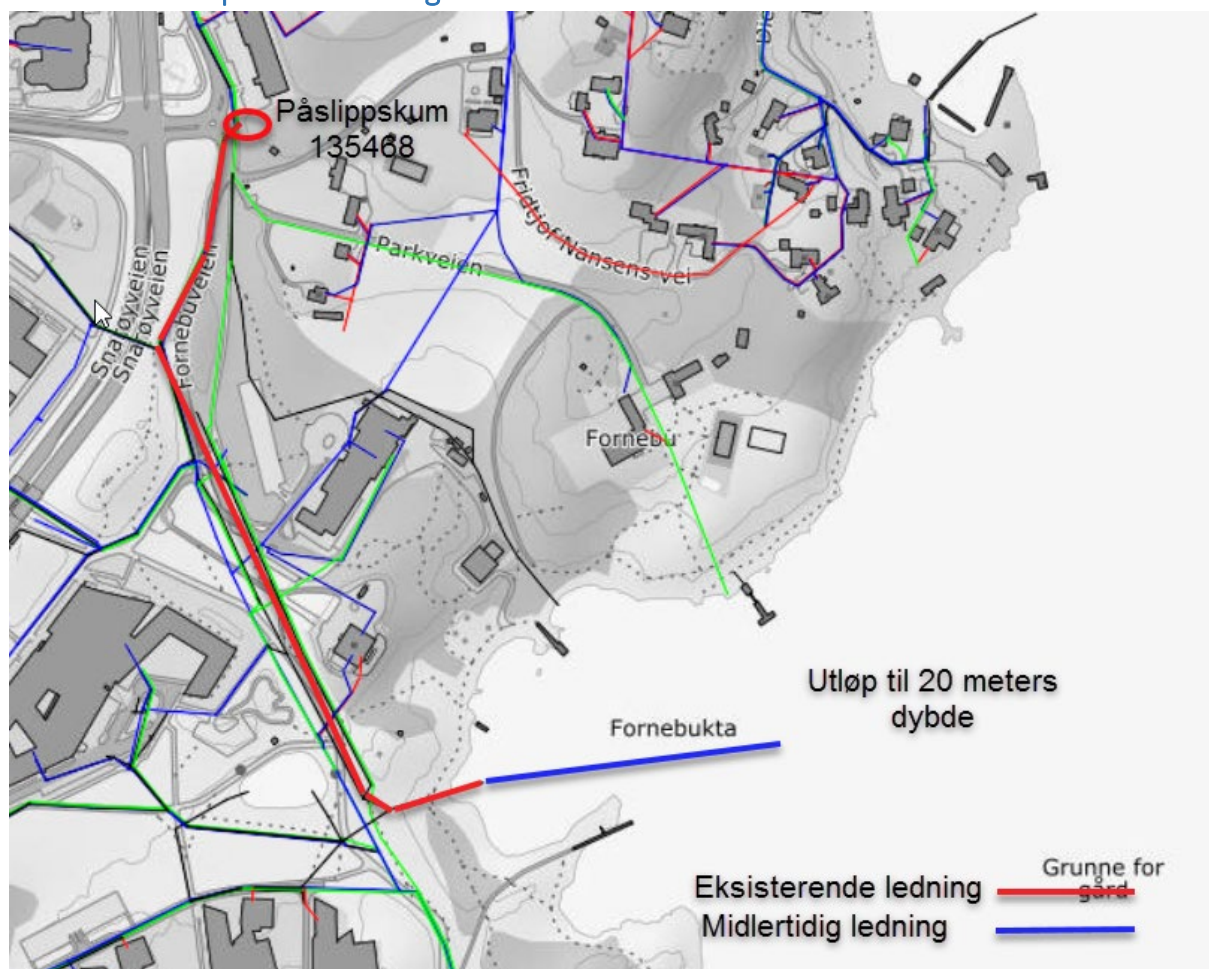 Påslippskum
135468
Fridtjof Nansens vei
Parkveien
Snarøyveien
Snarøyveien
Fornebuveien
Fornebu
Utløp til 20 meters
dybde
Fornebukta
Grunne for
gård
Eksisterende ledning
Midlertidig ledning